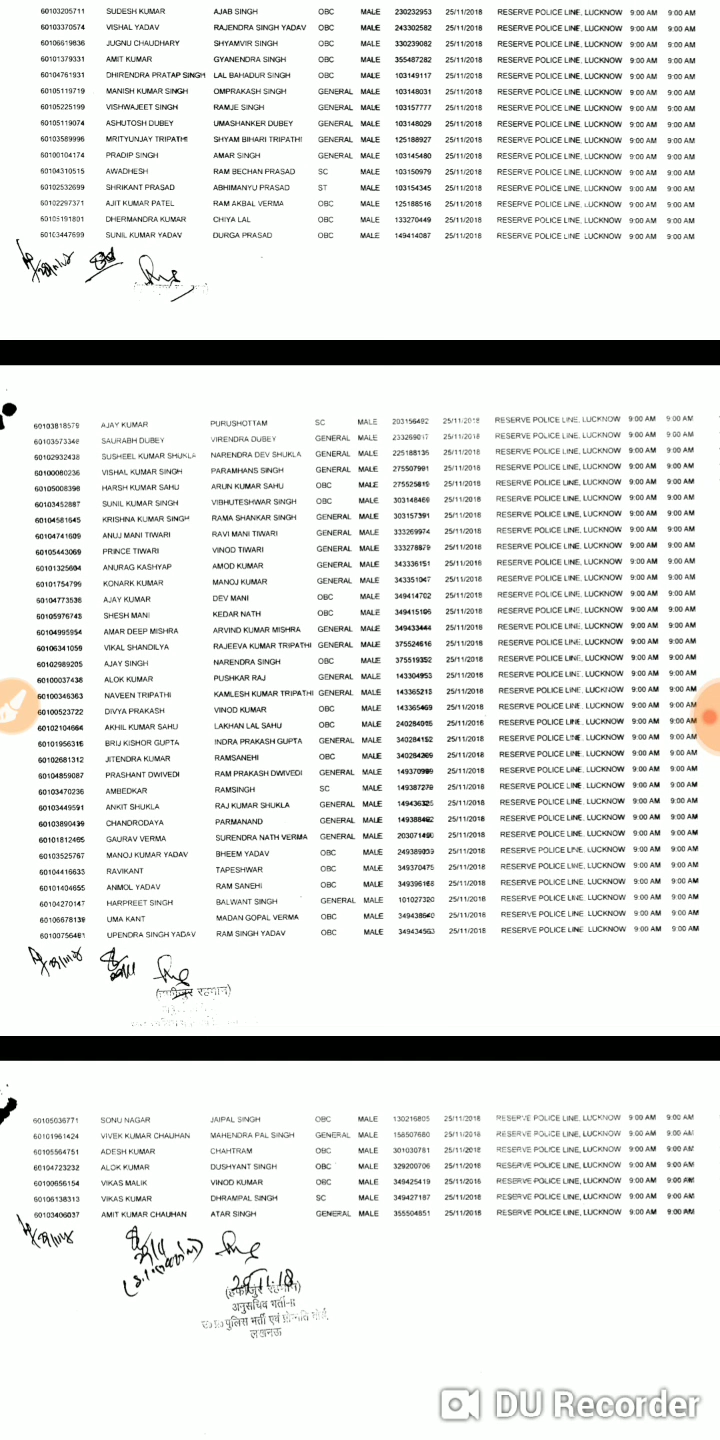 60103205711 SUDESH KUMAR AJAB SINGH OBC MALE 230232953 25/11/2018 RESERVE POLICE LINE, LUCKNOW 9:00 AM 9:00 AM
60103370574 VISHAL YADAV RAJENDRA SINGH YADAV OBC MALE 243302582 25/11/2018 RESERVE POLICE LINE, LUCKNOW 9:00 AM 9:00 AM
60106619836 JUGNU CHAUDHARY SHYAMVIR SINGH OBC MALE 330239082 25/11/2018 RESERVE POLICE LINE, LUCKNOW 9:00 AM 9:00 AM
60101379331 AMIT KUMAR GYANENDRA SINGH OBC MALE 355487282 25/11/2018 RESERVE POLICE LINE, LUCKNOW 9:00 AM 9:00 AM
60104761931 DHIRENDRA PRATAP SINGH LAL BAHADUR SINGH OBC MALE 103149117 25/11/2018 RESERVE POLICE LINE, LUCKNOW 9:00 AM 9:00 AM
60105119719 MANISH KUMAR SINGH OMPRAKASH SINGH GENERAL MALE 103148031 25/11/2018 RESERVE POLICE LINE, LUCKNOW 9:00 AM 9:00 AM
60105225199 VISHWAJEET SINGH RAMJE SINGH GENERAL MALE 103157777 25/11/2018 RESERVE POLICE LINE, LUCKNOW 9:00 AM 9:00 AM
60105119074 ASHUTOSH DUBEY UMASHANKER DUBEY GENERAL MALE 103148029 25/11/2018 RESERVE POLICE LINE, LUCKNOW 9:00 AM 9:00 AM
60103589996 MRITYUNJAY TRIPATHI SHYAM BIHARI TRIPATHI GENERAL MALE 125188927 25/11/2018 RESERVE POLICE LINE, LUCKNOW 9:00 AM 9:00 AM
60100104174 PRADIP SINGH AMAR SINGH GENERAL MALE 103145480 25/11/2018 RESERVE POLICE LINE, LUCKNOW 9:00 AM 9:00 AM
60104310515 AWADHESH RAM BECHAN PRASAD SC MALE 103150979 25/11/2018 RESERVE POLICE LINE, LUCKNOW 9:00 AM 9:00 AM
60102532699 SHRIKANT PRASAD ABHIMANYU PRASAD ST MALE 103154345 25/11/2018 RESERVE POLICE LINE, LUCKNOW 9:00 AM 9:00 AM
60102297371 AJIT KUMAR PATEL RAM AKBAL VERMA OBC MALE 125188516 25/11/2018 RESERVE POLICE LINE, LUCKNOW 9:00 AM 9:00 AM
60105191801 DHERMANDRA KUMAR CHIYA LAL OBC MALE 133270449 25/11/2018 RESERVE POLICE LINE, LUCKNOW 9:00 AM 9:00 AM
60103447699 SUNIL KUMAR YADAV DURGA PRASAD OBC MALE 149414087 25/11/2018 RESERVE POLICE LINE, LUCKNOW 9:00 AM 9:00 AM
60103818579 AJAY KUMAR PURUSHOTTAM SC MALE 203156492 25/11/2018 RESERVE POLICE LINE, LUCKNOW 9:00 AM 9:00 AM
60103573348 SAURABH DUBEY VIRENDRA DUBEY GENERAL MALE 233269017 25/11/2018 RESERVE POLICE LINE, LUCKNOW 9:00 AM 9:00 AM
60102932438 SUSHEEL KUMAR SHUKLA NARENDRA DEV SHUKLA GENERAL MALE 225188136 25/11/2018 RESERVE POLICE LINE, LUCKNOW 9:00 AM 9:00 AM
60100080236 VISHAL KUMAR SINGH PARAMHANS SINGH GENERAL MALE 275507991 25/11/2018 RESERVE POLICE LINE, LUCKNOW 9:00 AM 9:00 AM
60105008398 HARSH KUMAR SAHU ARUN KUMAR SAHU OBC MALE 275525819 25/11/2018 RESERVE POLICE LINE, LUCKNOW 9:00 AM 9:00 AM
60103452887 SUNIL KUMAR SINGH VIBHUTESHWAR SINGH OBC MALE 303148469 25/11/2018 RESERVE POLICE LINE, LUCKNOW 9:00 AM 9:00 AM
60104581645 KRISHNA KUMAR SINGH RAMA SHANKAR SINGH GENERAL MALE 303157391 25/11/2018 RESERVE POLICE LINE, LUCKNOW 9:00 AM 9:00 AM
60104741609 ANUJ MANI TIWARI RAVI MANI TIWARI GENERAL MALE 333269974 25/11/2018 RESERVE POLICE LINE, LUCKNOW 9:00 AM 9:00 AM
60105443069 PRINCE TIWARI VINOD TIWARI GENERAL MALE 333278879 25/11/2018 RESERVE POLICE LINE, LUCKNOW 9:00 AM 9:00 AM
60101325604 ANURAG KASHYAP AMOD KUMAR GENERAL MALE 343336151 25/11/2018 RESERVE POLICE LINE, LUCKNOW 9:00 AM 9:00 AM
60101754799 KONARK KUMAR MANOJ KUMAR GENERAL MALE 343351047 25/11/2018 RESERVE POLICE LINE, LUCKNOW 9:00 AM 9:00 AM
60104773536 AJAY KUMAR DEV MANI OBC MALE 349414702 25/11/2018 RESERVE POLICE LINE, LUCKNOW 9:00 AM 9:00 AM
60105976748 SHESH MANI KEDAR NATH OBC MALE 349415106 25/11/2018 RESERVE POLICE LINE, LUCKNOW 9:00 AM 9:00 AM
60104995954 AMAR DEEP MISHRA ARVIND KUMAR MISHRA GENERAL MALE 349433444 25/11/2018 RESERVE POLICE LINE, LUCKNOW 9:00 AM 9:00 AM
60106341059 VIKAL SHANDILYA RAJEEVA KUMAR TRIPATHI GENERAL MALE 375524616 25/11/2018 RESERVE POLICE LINE, LUCKNOW 9:00 AM 9:00 AM
60102989205 AJAY SINGH NARENDRA SINGH OBC MALE 375519352 25/11/2018 RESERVE POLICE LINE, LUCKNOW 9:00 AM 9:00 AM
60100037438 ALOK KUMAR PUSHKAR RAJ GENERAL MALE 143304953 25/11/2018 RESERVE POLICE LINE, LUCKNOW 9:00 AM 9:00 AM
60100346363 NAVEEN TRIPATHI KAMLESH KUMAR TRIPATHI GENERAL MALE 143365213 25/11/2018 RESERVE POLICE LINE, LUCKNOW 9:00 AM 9:00 AM
60100523722 DIVYA PRAKASH VINOD KUMAR OBC MALE 143365469 25/11/2018 RESERVE POLICE LINE, LUCKNOW 9:00 AM 9:00 AM
60102104664 AKHIL KUMAR SAHU LAKHAN LAL SAHU OBC MALE 240284015 25/11/2018 RESERVE POLICE LINE, LUCKNOW 9:00 AM 9:00 AM
60101956316 BRIJ KISHOR GUPTA INDRA PRAKASH GUPTA GENERAL MALE 340284152 25/11/2018 RESERVE POLICE LINE, LUCKNOW 9:00 AM 9:00 AM
60102681312 JITENDRA KUMAR RAMSANEHI OBC MALE 340284269 25/11/2018 RESERVE POLICE LINE, LUCKNOW 9:00 AM 9:00 AM
60104859087 PRASHANT DWIVEDI RAM PRAKASH DWIVEDI GENERAL MALE 149370989 25/11/2018 RESERVE POLICE LINE, LUCKNOW 9:00 AM 9:00 AM
60103470236 AMBEDKAR RAMSINGH SC MALE 149387279 25/11/2018 RESERVE POLICE LINE, LUCKNOW 9:00 AM 9:00 AM
60103449591 ANKIT SHUKLA RAJ KUMAR SHUKLA GENERAL MALE 149436325 25/11/2018 RESERVE POLICE LINE, LUCKNOW 9:00 AM 9:00 AM
60103890439 CHANDRODAYA PARMANAND GENERAL MALE 149388492 25/11/2018 RESERVE POLICE LINE, LUCKNOW 9:00 AM 9:00 AM
60101812465 GAURAV VERMA SURENDRA NATH VERMA GENERAL MALE 203071496 25/11/2018 RESERVE POLICE LINE, LUCKNOW 9:00 AM 9:00 AM
60103525767 MANOJ KUMAR YADAV BHEEM YADAV OBC MALE 249389039 25/11/2018 RESERVE POLICE LINE, LUCKNOW 9:00 AM 9:00 AM
60104416633 RAVIKANT TAPESHWAR OBC MALE 349370475 25/11/2018 RESERVE POLICE LINE, LUCKNOW 9:00 AM 9:00 AM
60101404655 ANMOL YADAV RAM SANEHI OBC MALE 349396168 25/11/2018 RESERVE POLICE LINE, LUCKNOW 9:00 AM 9:00 AM
60104270147 HARPREET SINGH BALWANT SINGH GENERAL MALE 101027320 25/11/2018 RESERVE POLICE LINE, LUCKNOW 9:00 AM 9:00 AM
60106678139 UMA KANT MADAN GOPAL VERMA OBC MALE 349438640 25/11/2018 RESERVE POLICE LINE, LUCKNOW 9:00 AM 9:00 AM
60100756481 UPENDRA SINGH YADAV RAM SINGH YADAV OBC MALE 349434563 25/11/2018 RESERVE POLICE LINE, LUCKNOW 9:00 AM 9:00 AM
(हफीजुर रहमान)
60105036771 SONU NAGAR JAIPAL SINGH OBC MALE 130216805 25/11/2018 RESERVE POLICE LINE, LUCKNOW 9:00 AM 9:00 AM
60101961424 VIVEK KUMAR CHAUHAN MAHENDRA PAL SINGH GENERAL MALE 158507680 25/11/2018 RESERVE POLICE LINE, LUCKNOW 9:00 AM 9:00 AM
60105564751 ADESH KUMAR CHAHTRAM OBC MALE 301030781 25/11/2018 RESERVE POLICE LINE, LUCKNOW 9:00 AM 9:00 AM
60104723232 ALOK KUMAR DUSHYANT SINGH OBC MALE 329200706 25/11/2018 RESERVE POLICE LINE, LUCKNOW 9:00 AM 9:00 AM
60100656154 VIKAS MALIK VINOD KUMAR OBC MALE 349425419 25/11/2018 RESERVE POLICE LINE, LUCKNOW 9:00 AM 9:00 AM
60106138313 VIKAS KUMAR DHRAMPAL SINGH SC MALE 349427187 25/11/2018 RESERVE POLICE LINE, LUCKNOW 9:00 AM 9:00 AM
60103406037 AMIT KUMAR CHAUHAN ATAR SINGH GENERAL MALE 355504851 25/11/2018 RESERVE POLICE LINE, LUCKNOW 9:00 AM 9:00 AM
(हफीजुर रहमान)
अनुसचिव भर्ती-II
उ०प्र० पुलिस भर्ती एवं प्रोन्नति बोर्ड,
लखनऊ
DU Recorder